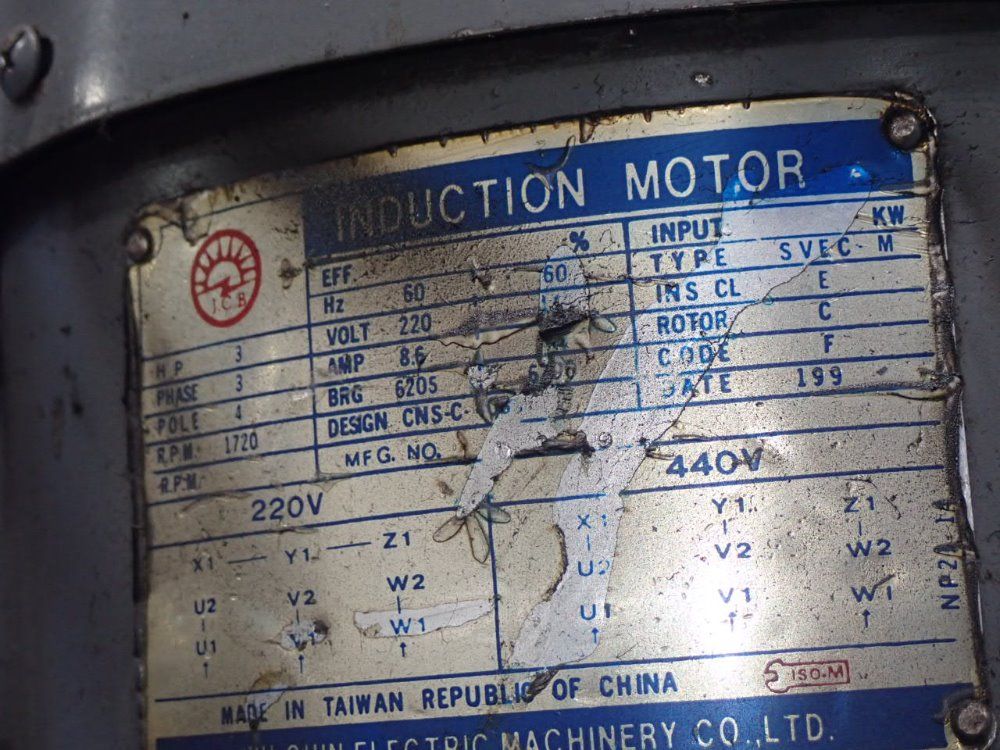 INDUCTION MOTOR
J.C.B
HP 3
PHASE 3
POLE 4
R.P.M. 1720
R.P.M.
EFF. %
Hz 60 60
VOLT 220
AMP 8.6
BRG 6205 6206
DESIGN CNS-C-
MFG. NO.
INPUT KW
TYPE SVEC-M
INS CL E
ROTOR C
CODE F
DATE 199
220V
X1 — Y1 — Z1
U2 V2 W2
U1 V1 W1
440V
X1 Y1 Z1
U2 V2 W2
U1 V1 W1
ISO-M
MADE IN TAIWAN REPUBLIC OF CHINA
ELECTRIC MACHINERY CO.,LTD.